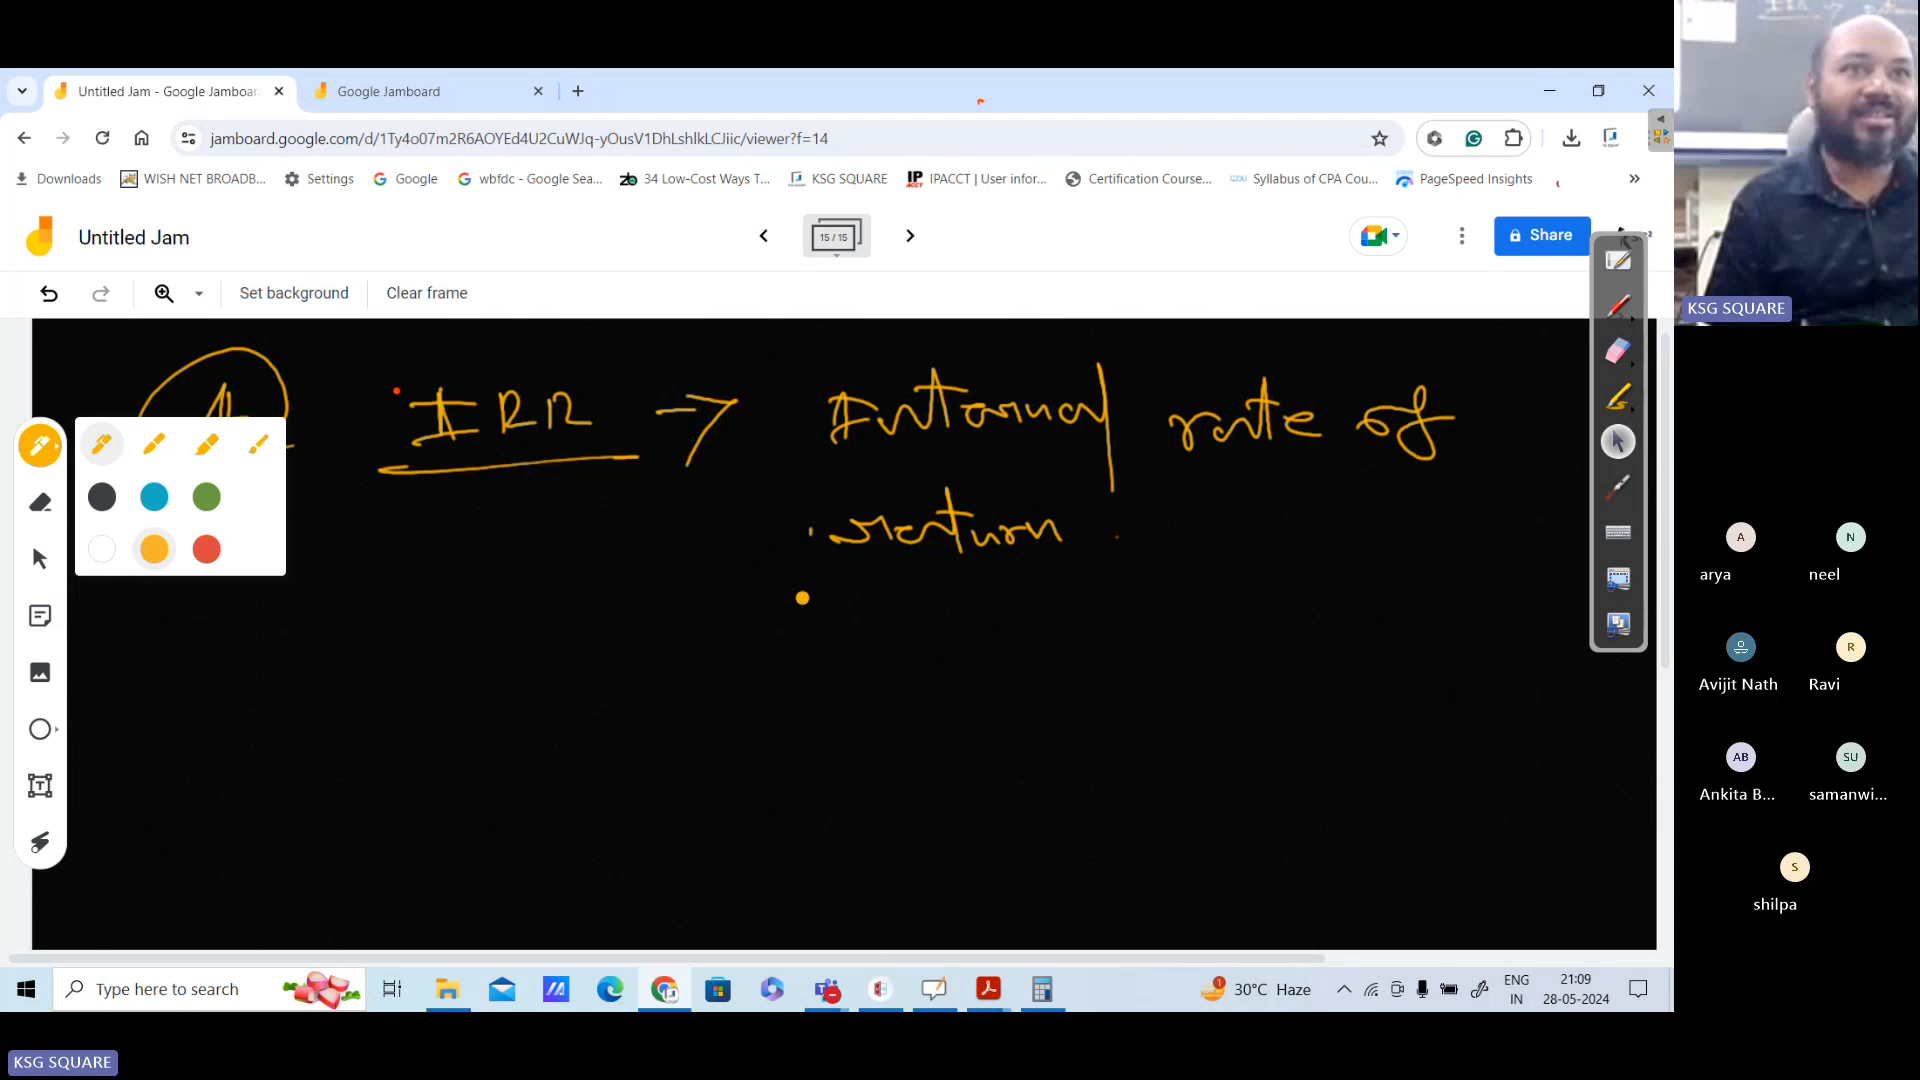 Untitled Jam - Google Jamboar
Google Jamboard
jamboard.google.com/d/1Ty4o07m2R6AOYEd4U2CuWJq-yOusV1DhLshlkLCJiic/viewer?f=14
Downloads
WISH NET BROADB...
Settings
Google
wbfdc - Google Sea...
34 Low-Cost Ways T...
KSG SQUARE
IPACCT | User infor...
Certification Course...
Syllabus of CPA Cou...
PageSpeed Insights
Untitled Jam
15 / 15
Share
Set background
Clear frame
IRR → Internal rate of
return
KSG SQUARE
A
arya
N
neel
Avijit Nath
R
Ravi
AB
Ankita B...
SU
samanwi...
S
shilpa
Type here to search
30°C Haze
ENG
IN
21:09
28-05-2024
KSG SQUARE